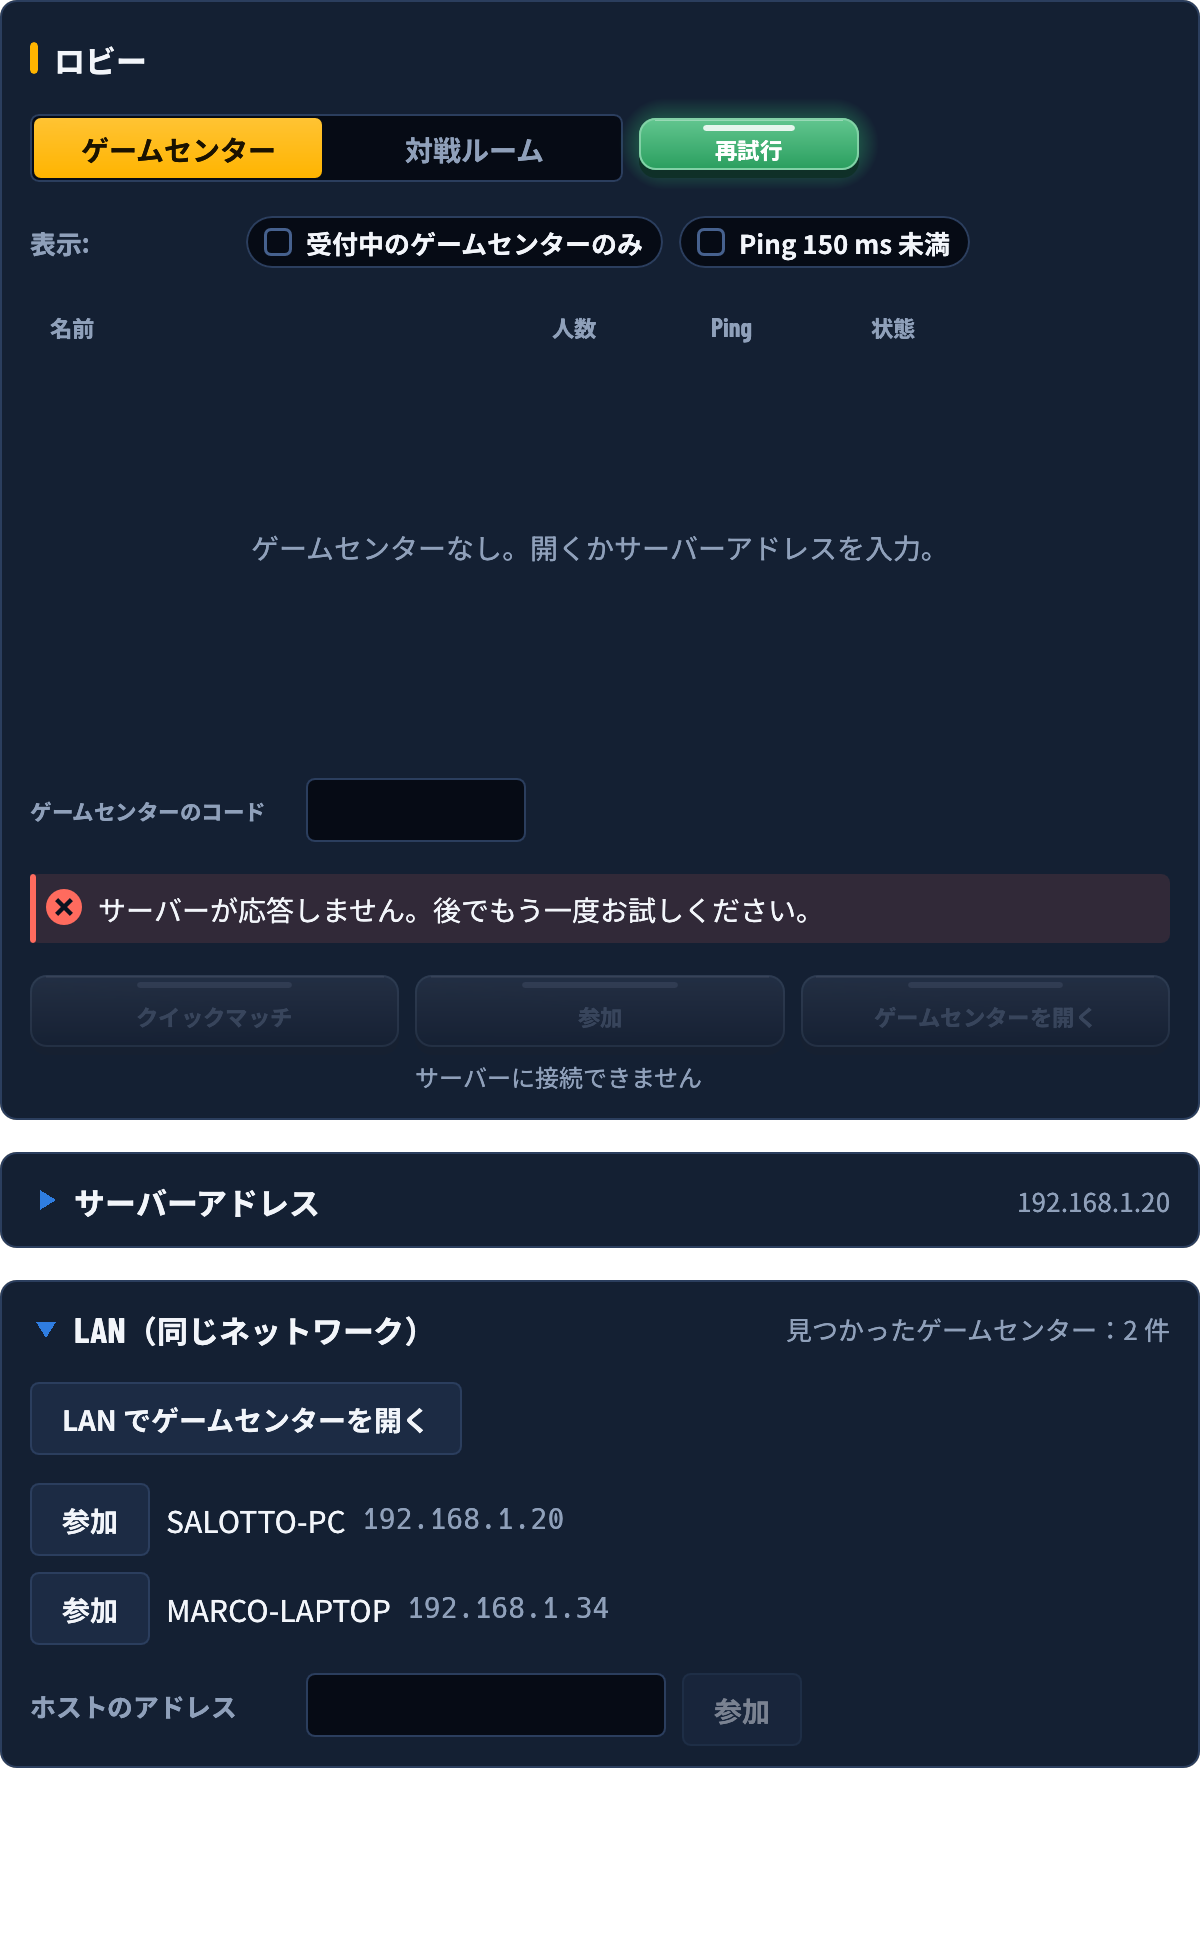 ロビー
ゲームセンター 対戦ルーム 再試行
表示: 受付中のゲームセンターのみ Ping 150 ms 未満
名前 人数 Ping 状態
ゲームセンターなし。開くかサーバーアドレスを入力。
ゲームセンターのコード
サーバーが応答しません。後でもう一度お試しください。
クイックマッチ 参加 ゲームセンターを開く
サーバーに接続できません
サーバーアドレス 192.168.1.20
LAN（同じネットワーク） 見つかったゲームセンター：2 件
LAN でゲームセンターを開く
参加 SALOTTO-PC 192.168.1.20
参加 MARCO-LAPTOP 192.168.1.34
ホストのアドレス 参加